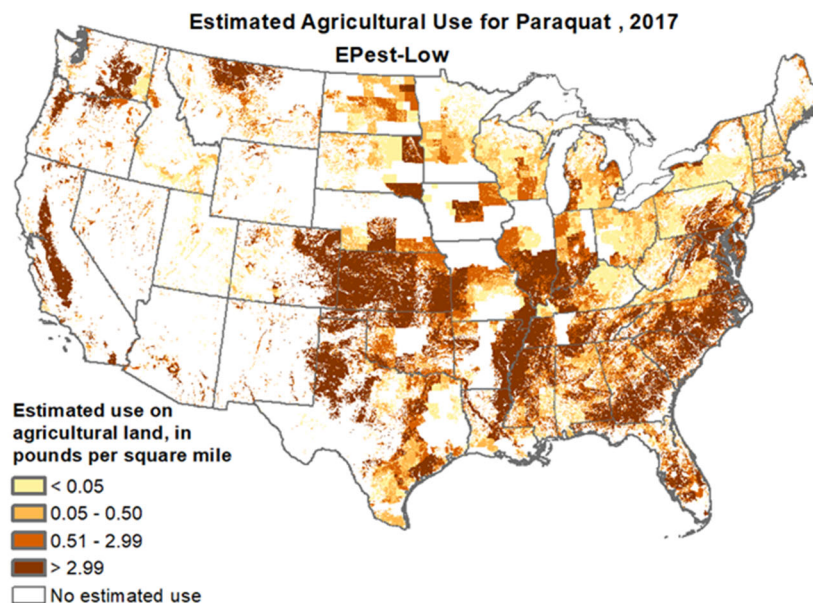 Estimated Agricultural Use for Paraquat , 2017
EPest-Low
Estimated use on
agricultural land, in
pounds per square mile
< 0.05
0.05 - 0.50
0.51 - 2.99
> 2.99
No estimated use